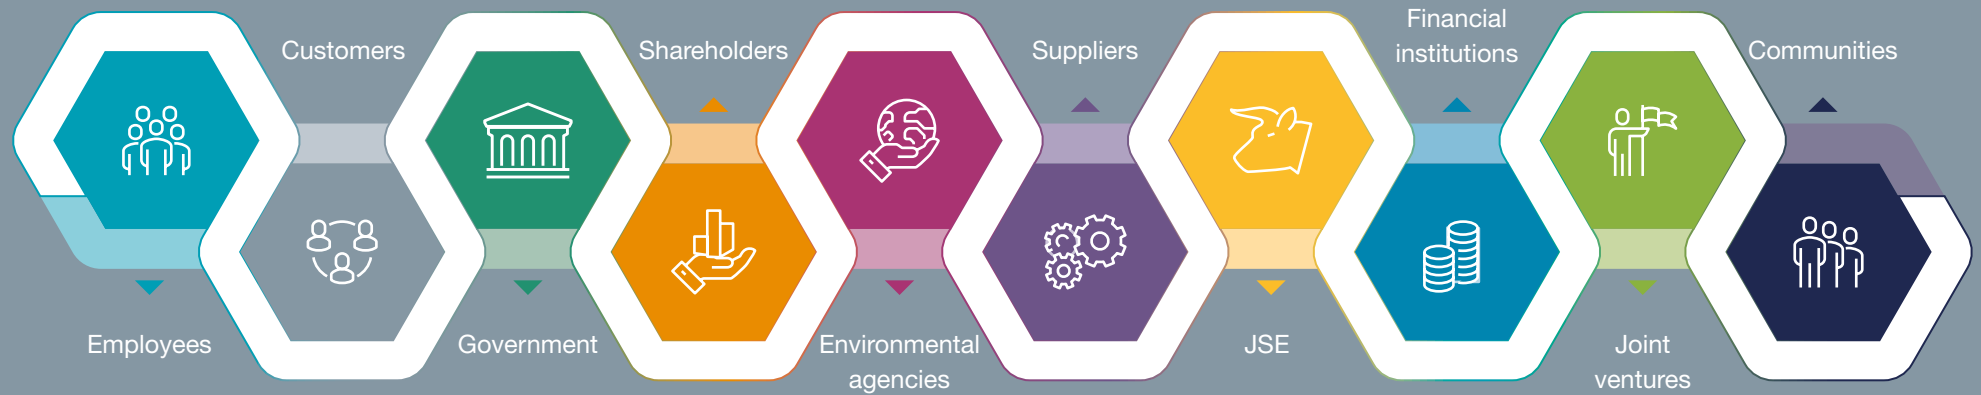 Employees
Customers
Government
Shareholders
Environmental
agencies
Suppliers
JSE
Financial
institutions
Joint
ventures
Communities